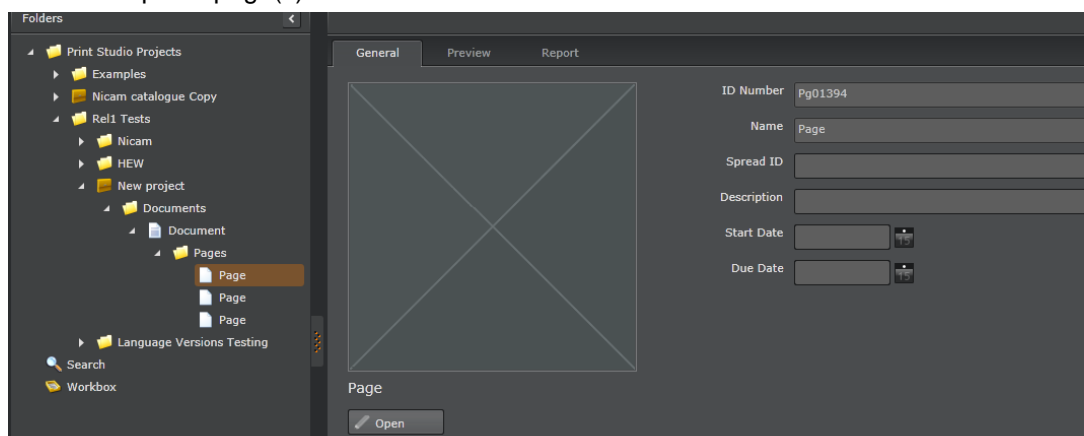 Folders
Print Studio Projects
Examples
Nicam catalogue Copy
Rel1 Tests
Nicam
HEW
New project
Documents
Document
Pages
Page
Page
Page
Language Versions Testing
Search
Workbox
General Preview Report
ID Number Pg01394
Name Page
Spread ID
Description
Start Date 15
Due Date 15
Page
Open